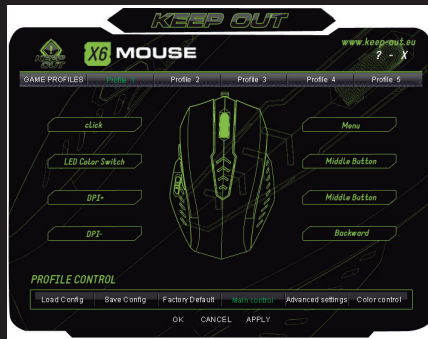 KEEP OUT
www.keep-out.eu
KEEP OUT
X6 MOUSE
? - X
GAME PROFILES Profile Profile 2 Profile 3 Profile 4 Profile 5
click
Menu
LED Color Switch
Middle Button
DPI+
Middle Button
DPI-
Backward
PROFILE CONTROL
Load Config Save Config Factory Default Main control Advanced settings Color control
OK CANCEL APPLY